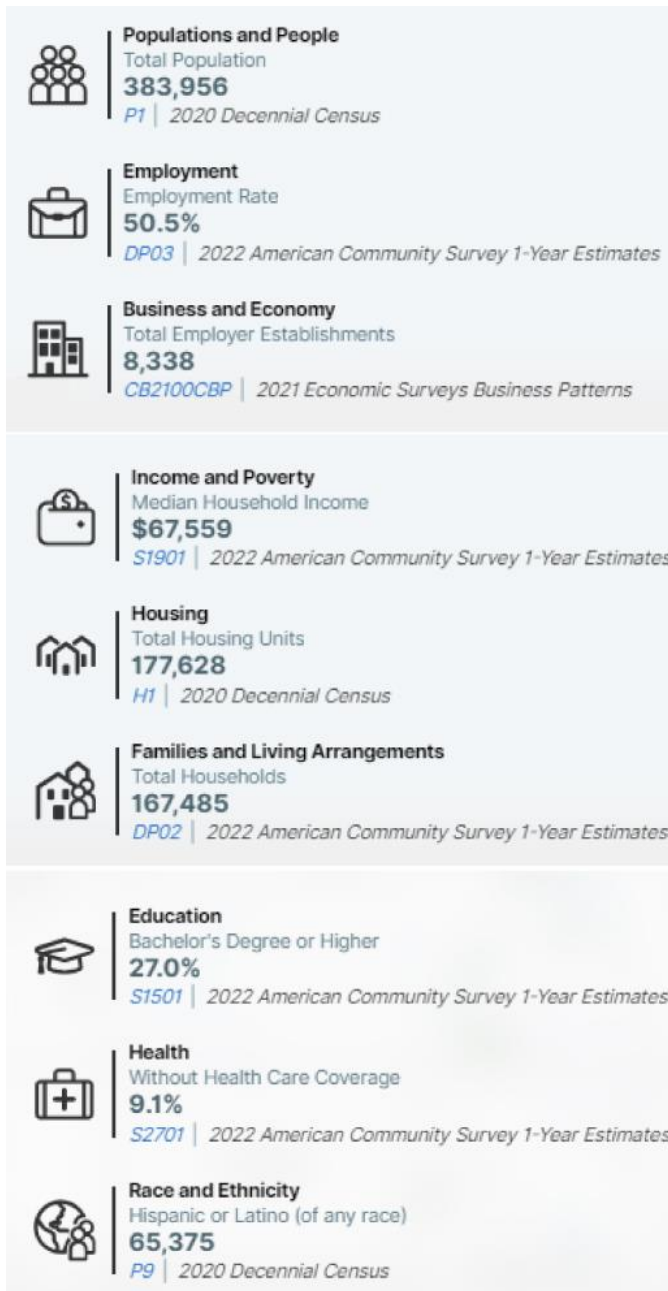 Populations and People
Total Population
383,956
P1 | 2020 Decennial Census
Employment
Employment Rate
50.5%
DP03 | 2022 American Community Survey 1-Year Estimates
Business and Economy
Total Employer Establishments
8,338
CB2100CBP | 2021 Economic Surveys Business Patterns
Income and Poverty
Median Household Income
$67,559
S1901 | 2022 American Community Survey 1-Year Estimates
Housing
Total Housing Units
177,628
H1 | 2020 Decennial Census
Families and Living Arrangements
Total Households
167,485
DP02 | 2022 American Community Survey 1-Year Estimates
Education
Bachelor's Degree or Higher
27.0%
S1501 | 2022 American Community Survey 1-Year Estimates
Health
Without Health Care Coverage
9.1%
S2701 | 2022 American Community Survey 1-Year Estimates
Race and Ethnicity
Hispanic or Latino (of any race)
65,375
P9 | 2020 Decennial Census